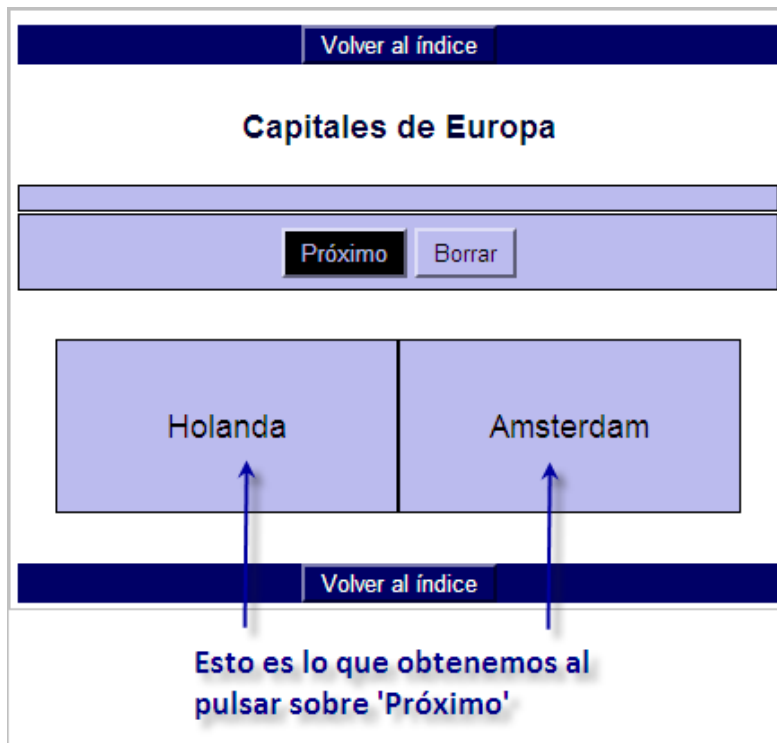 Volver al índice
Capitales de Europa
Próximo Borrar
Holanda Amsterdam
Volver al índice
Esto es lo que obtenemos al
pulsar sobre 'Próximo'